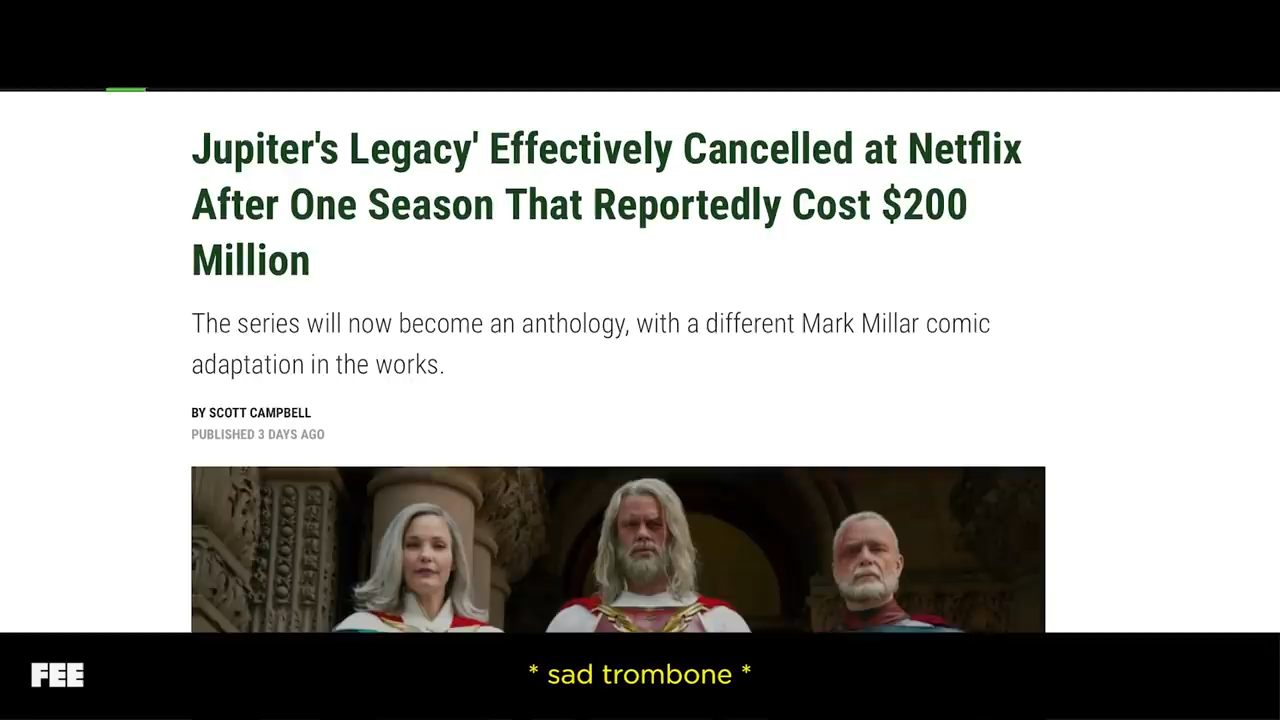 Jupiter's Legacy' Effectively Cancelled at Netflix
After One Season That Reportedly Cost $200
Million
The series will now become an anthology, with a different Mark Millar comic
adaptation in the works.
BY SCOTT CAMPBELL
PUBLISHED 3 DAYS AGO
FEE
* sad trombone *